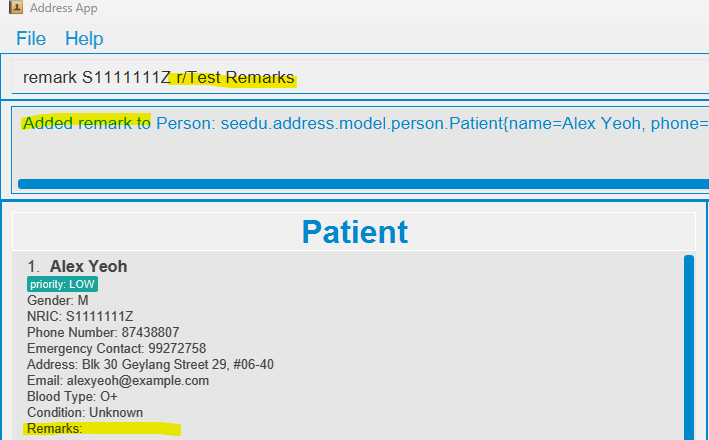 Address App
File Help
remark S1111111Z r/Test Remarks
Added remark to Person: seedu.address.model.person.Patient{name=Alex Yeoh, phone=
Patient
1. Alex Yeoh
priority: LOW
Gender: M
NRIC: S1111111Z
Phone Number: 87438807
Emergency Contact: 99272758
Address: Blk 30 Geylang Street 29, #06-40
Email: alexyeoh@example.com
Blood Type: O+
Condition: Unknown
Remarks: